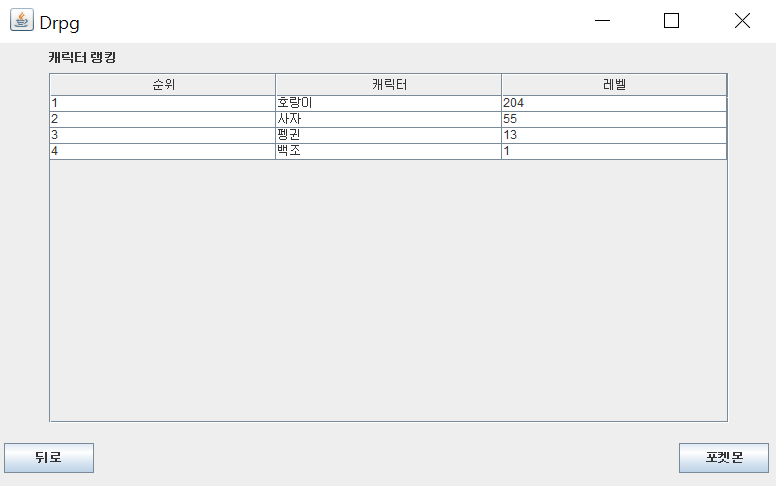 Drpg
캐릭터 랭킹
순위 캐릭터 레벨
1 호랑이 204
2 사자 55
3 펭귄 13
4 백조 1
뒤로 포켓몬